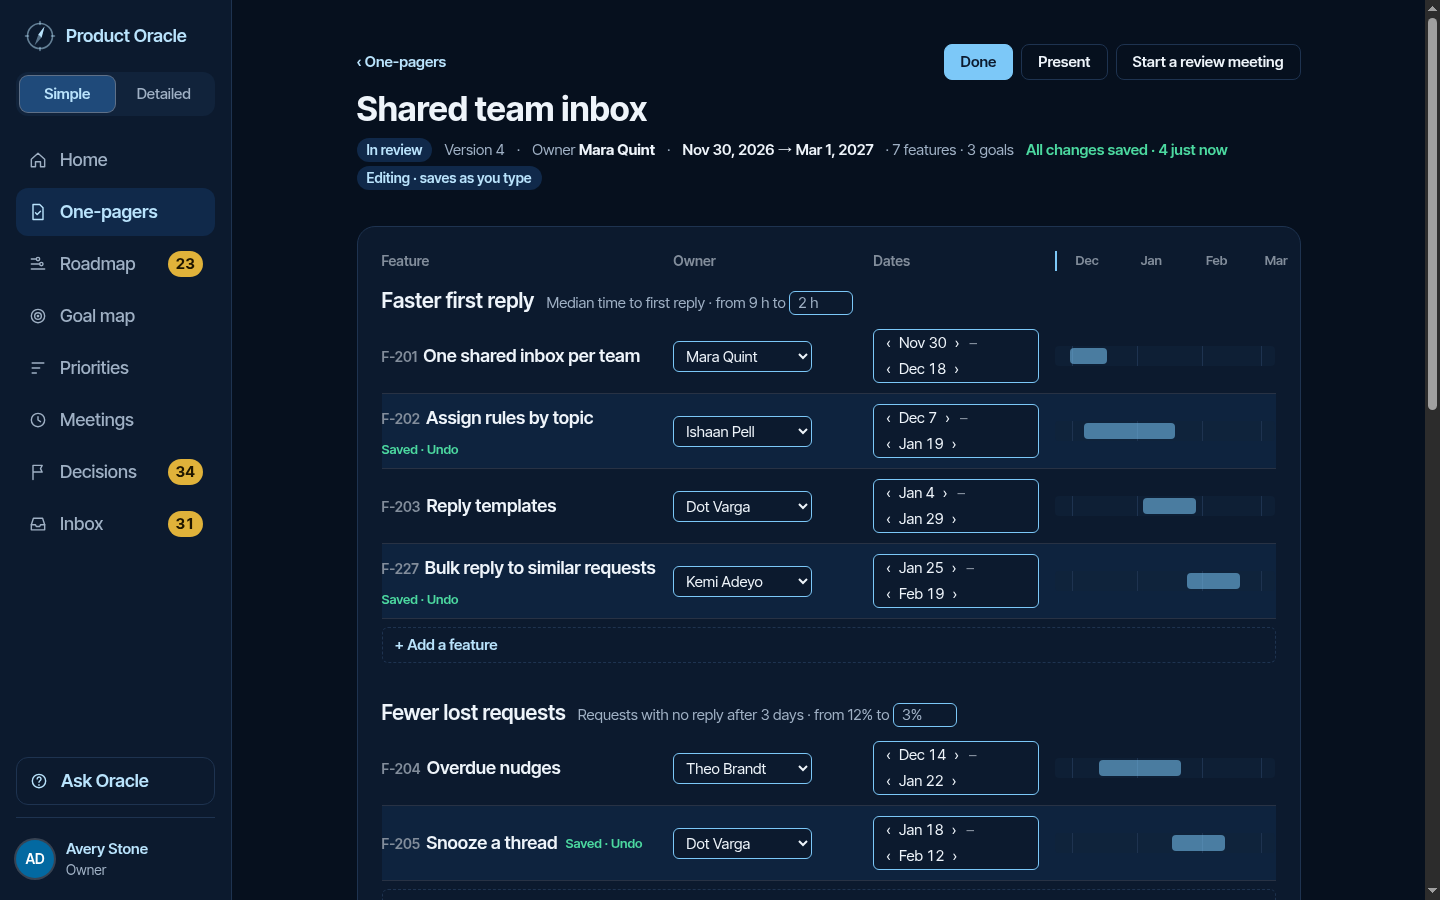 Product Oracle
Simple Detailed
Home
One-pagers
Roadmap 23
Goal map
Priorities
Meetings
Decisions 34
Inbox 31
Ask Oracle
AD Avery Stone
Owner
‹ One-pagers
Done Present Start a review meeting
Shared team inbox
In review Version 4 · Owner Mara Quint · Nov 30, 2026 → Mar 1, 2027 · 7 features · 3 goals All changes saved · 4 just now
Editing · saves as you type
Feature Owner Dates Dec Jan Feb Mar
Faster first reply Median time to first reply · from 9 h to 2 h
F-201 One shared inbox per team Mara Quint ‹ Nov 30 › –
‹ Dec 18 ›
F-202 Assign rules by topic Ishaan Pell ‹ Dec 7 › –
Saved · Undo ‹ Jan 19 ›
F-203 Reply templates Dot Varga ‹ Jan 4 › –
‹ Jan 29 ›
F-227 Bulk reply to similar requests Kemi Adeyo ‹ Jan 25 › –
Saved · Undo ‹ Feb 19 ›
+ Add a feature
Fewer lost requests Requests with no reply after 3 days · from 12% to 3%
F-204 Overdue nudges Theo Brandt ‹ Dec 14 › –
‹ Jan 22 ›
F-205 Snooze a thread Saved · Undo Dot Varga ‹ Jan 18 › –
‹ Feb 12 ›